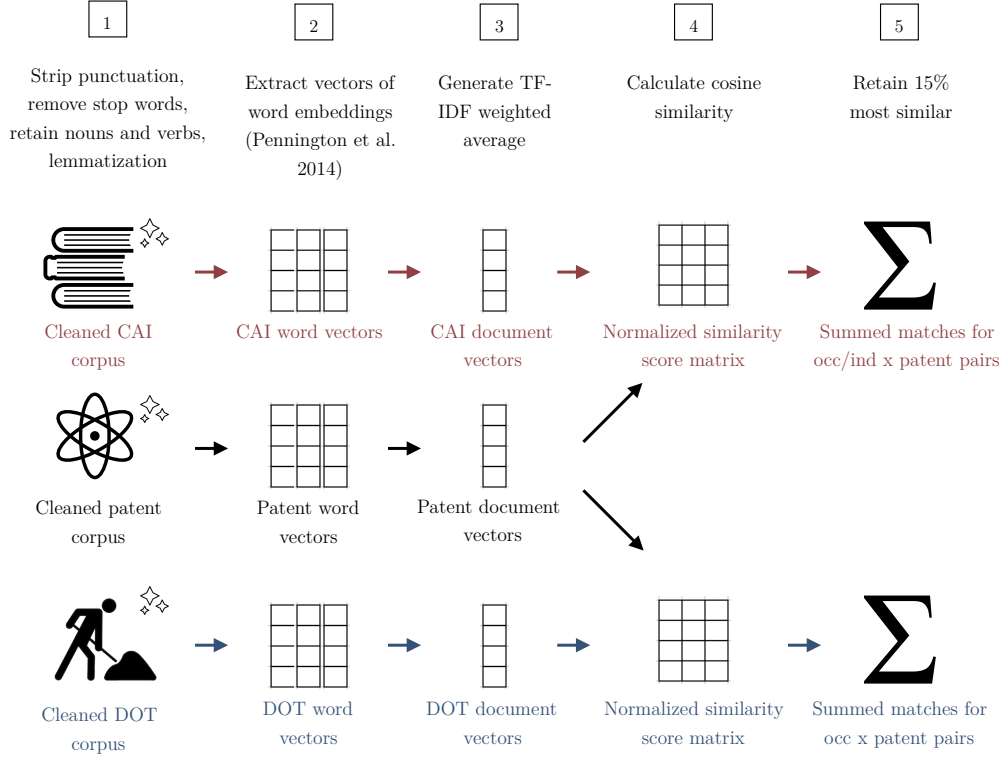 1
2
3
4
5
Strip punctuation,
remove stop words,
retain nouns and verbs,
lemmatization
Extract vectors of
word embeddings
(Pennington et al.
2014)
Generate TF-
IDF weighted
average
Calculate cosine
similarity
Retain 15%
most similar
Cleaned CAI
corpus
CAI word vectors
CAI document
vectors
Normalized similarity
score matrix
Summed matches for
occ/ind x patent pairs
Cleaned patent
corpus
Patent word
vectors
Patent document
vectors
Cleaned DOT
corpus
DOT word
vectors
DOT document
vectors
Normalized similarity
score matrix
Summed matches for
occ x patent pairs